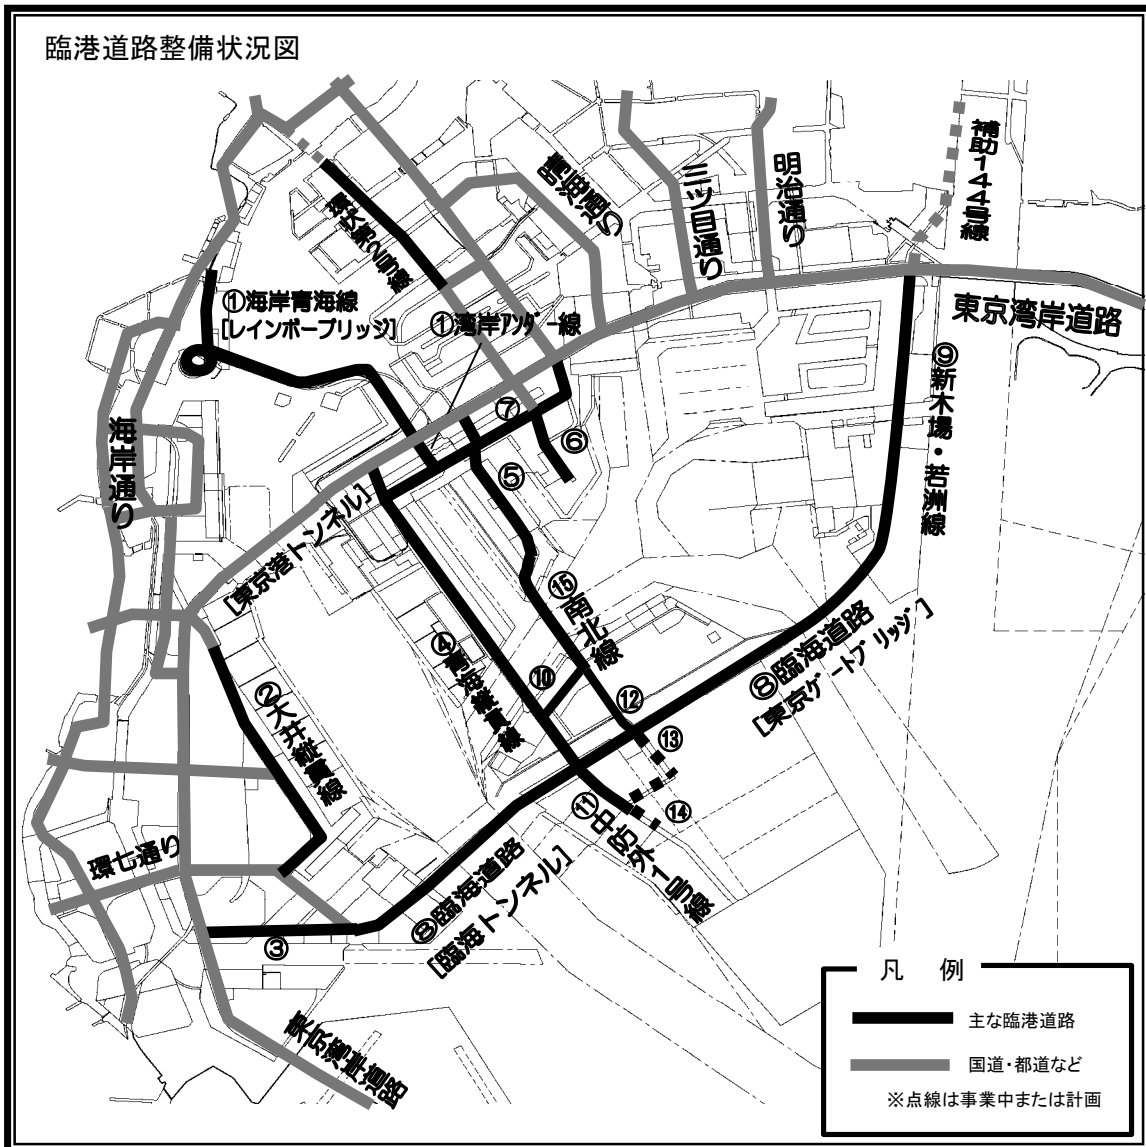 臨港道路整備状況図
補助144号線
晴海通り
三ツ目通り
明治通り
環状第2号線
①海岸青海線
[レインボーブリッジ]
①湾岸アンダー線
東京湾岸道路
⑨新木場・若洲線
海岸通り
⑦
⑥
⑤
[東京港トンネル]
⑮南北線
④青海縦貫線
⑩
⑫
⑧臨海道路
[東京ゲートブリッジ]
②大井縦貫線
⑬
⑭
⑪中防外1号線
環七通り
⑧臨海道路
[臨海トンネル]
③
東京湾岸道路
凡 例
主な臨港道路
国道・都道など
※点線は事業中または計画